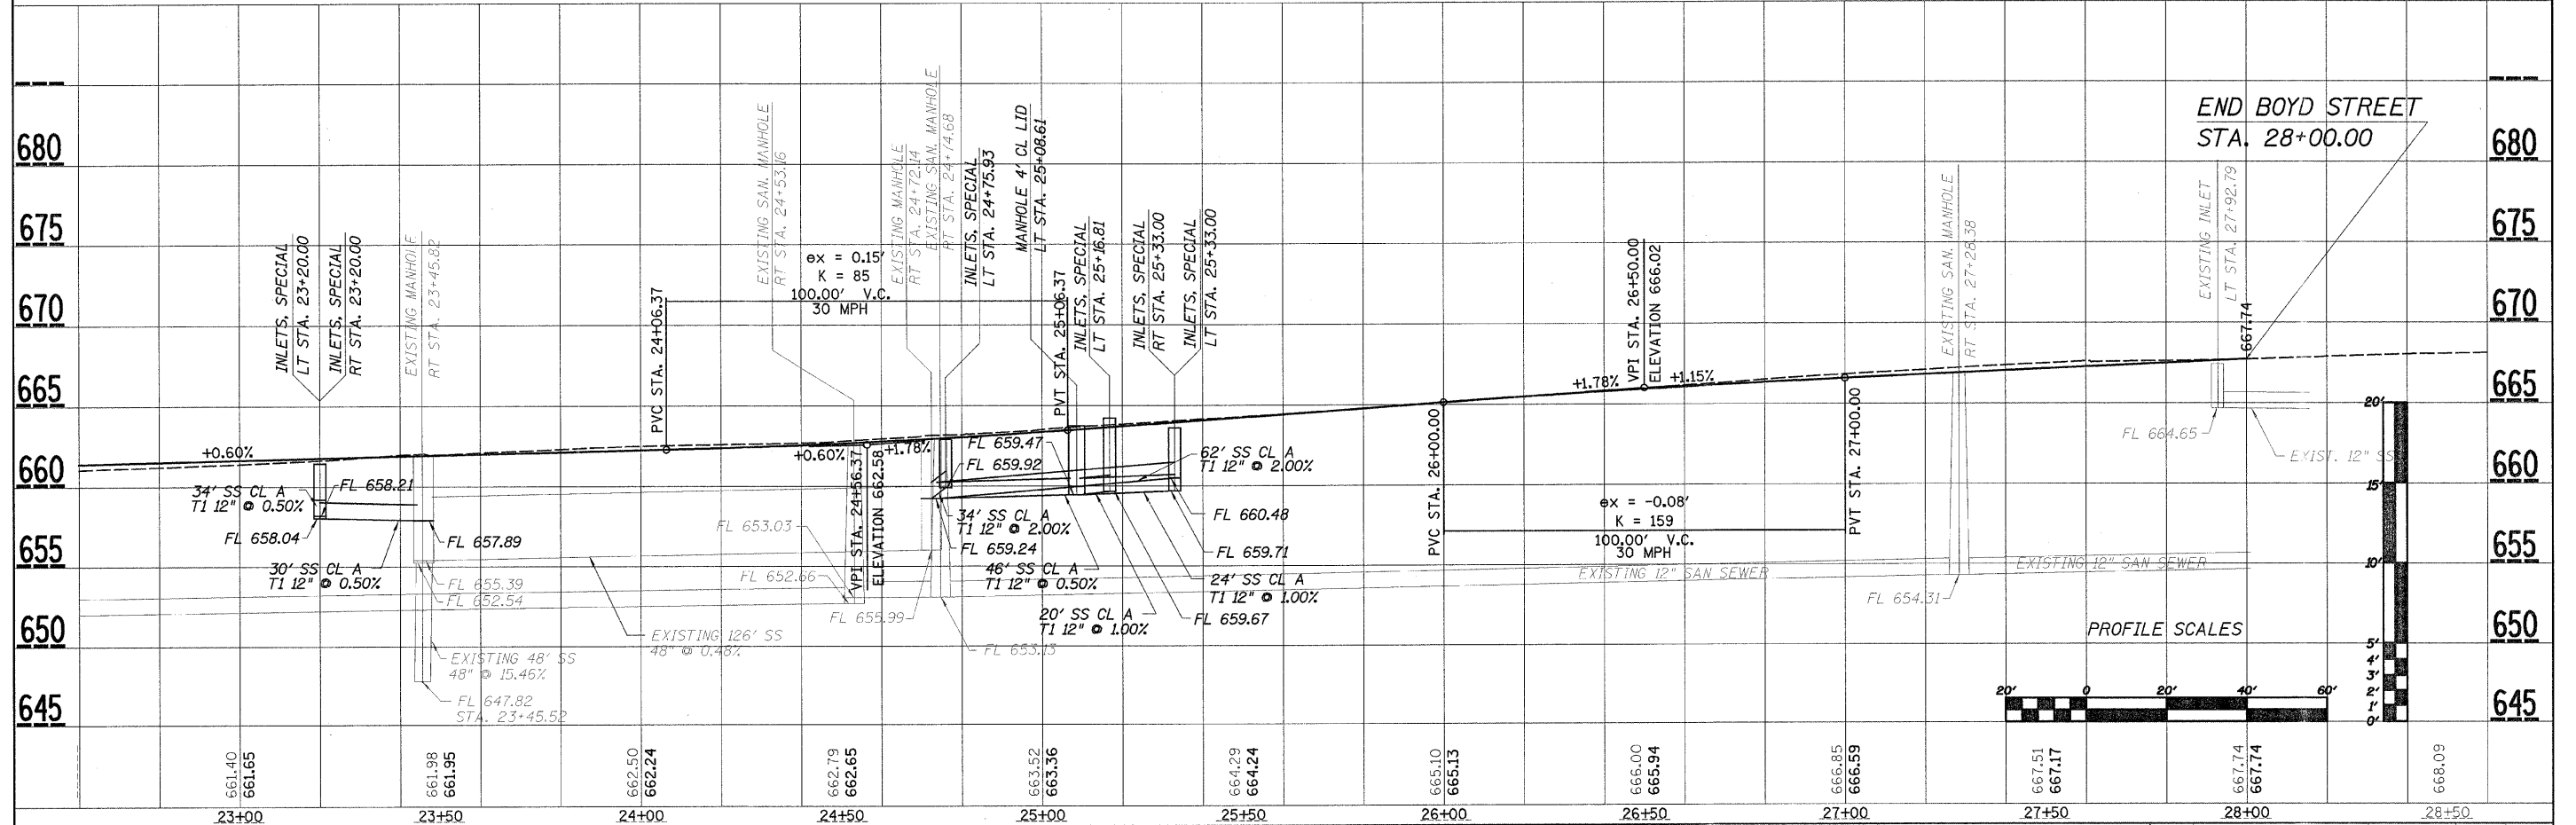 END BOYD STREET
STA. 28+00.00
680
675
670
665
660
655
650
645
680
675
670
665
660
655
650
645
INLETS, SPECIAL
LT STA. 23+20.00
INLETS, SPECIAL
RT STA. 23+20.00
EXISTING MANHOLE
RT STA. 23+45.82
PVC STA. 24+06.37
EXISTING SAN. MANHOLE
RT STA. 24+53.16
ex = 0.15'
K = 85
100.00' V.C.
30 MPH
EXISTING MANHOLE
RT STA. 24+72.14
EXISTING SAN. MANHOLE
RT STA. 24+74.68
INLETS, SPECIAL
LT STA. 24+75.93
MANHOLE 4' CL LID
LT STA. 25+08.61
PVT STA. 25+06.37
INLETS, SPECIAL
LT STA. 25+16.81
INLETS, SPECIAL
RT STA. 25+33.00
INLETS, SPECIAL
LT STA. 25+33.00
VPI STA. 26+50.00
ELEVATION 666.02
EXISTING SAN. MANHOLE
RT STA. 27+28.38
EXISTING INLET
LT STA. 27+92.79
667.74
+0.60%
+0.60%
+1.78%
+1.78%
+1.15%
VPI STA. 24+56.37
ELEVATION 662.58
PVC STA. 26+00.00
PVT STA. 27+00.00
ex = -0.08'
K = 159
100.00' V.C.
30 MPH
34' SS CL A
T1 12" @ 0.50%
FL 658.21
FL 658.04
30' SS CL A
T1 12" @ 0.50%
FL 657.89
FL 655.39
FL 652.54
EXISTING 48' SS
48" @ 15.46%
FL 647.82
STA. 23+45.52
EXISTING 126' SS
48" @ 0.48%
FL 653.03
FL 652.66
FL 655.99
FL 653.13
FL 659.47
FL 659.92
34' SS CL A
T1 12" @ 2.00%
FL 659.24
46' SS CL A
T1 12" @ 0.50%
20' SS CL A
T1 12" @ 1.00%
62' SS CL A
T1 12" @ 2.00%
FL 660.48
FL 659.71
24' SS CL A
T1 12" @ 1.00%
FL 659.67
EXISTING 12" SAN SEWER
EXISTING 12" SAN SEWER
FL 654.31
FL 664.65
EXIST. 12" SS
PROFILE SCALES
20' 0 20' 40' 60'
20'
15'
10'
5'
4'
3'
2'
1'
0'
661.40
661.65
661.98
661.95
662.50
662.24
662.79
662.65
663.52
663.36
664.29
664.24
665.10
665.13
666.00
665.94
666.85
666.59
667.51
667.17
667.74
667.74
668.09
23+00 23+50 24+00 24+50 25+00 25+50 26+00 26+50 27+00 27+50 28+00 28+50